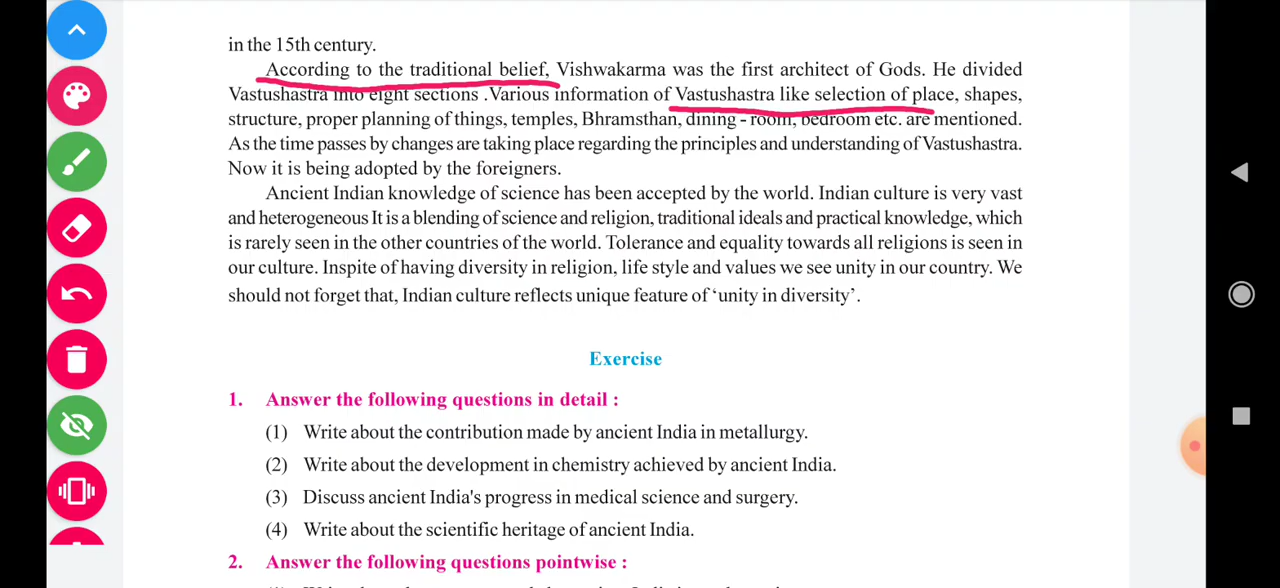 in the 15th century.
According to the traditional belief, Vishwakarma was the first architect of Gods. He divided
Vastushastra into eight sections .Various information of Vastushastra like selection of place, shapes,
structure, proper planning of things, temples, Bhramsthan, dining - room, bedroom etc. are mentioned.
As the time passes by changes are taking place regarding the principles and understanding of Vastushastra.
Now it is being adopted by the foreigners.
Ancient Indian knowledge of science has been accepted by the world. Indian culture is very vast
and heterogeneous It is a blending of science and religion, traditional ideals and practical knowledge, which
is rarely seen in the other countries of the world. Tolerance and equality towards all religions is seen in
our culture. Inspite of having diversity in religion, life style and values we see unity in our country. We
should not forget that, Indian culture reflects unique feature of ‘unity in diversity’.
Exercise
1. Answer the following questions in detail :
(1) Write about the contribution made by ancient India in metallurgy.
(2) Write about the development in chemistry achieved by ancient India.
(3) Discuss ancient India's progress in medical science and surgery.
(4) Write about the scientific heritage of ancient India.
2. Answer the following questions pointwise :